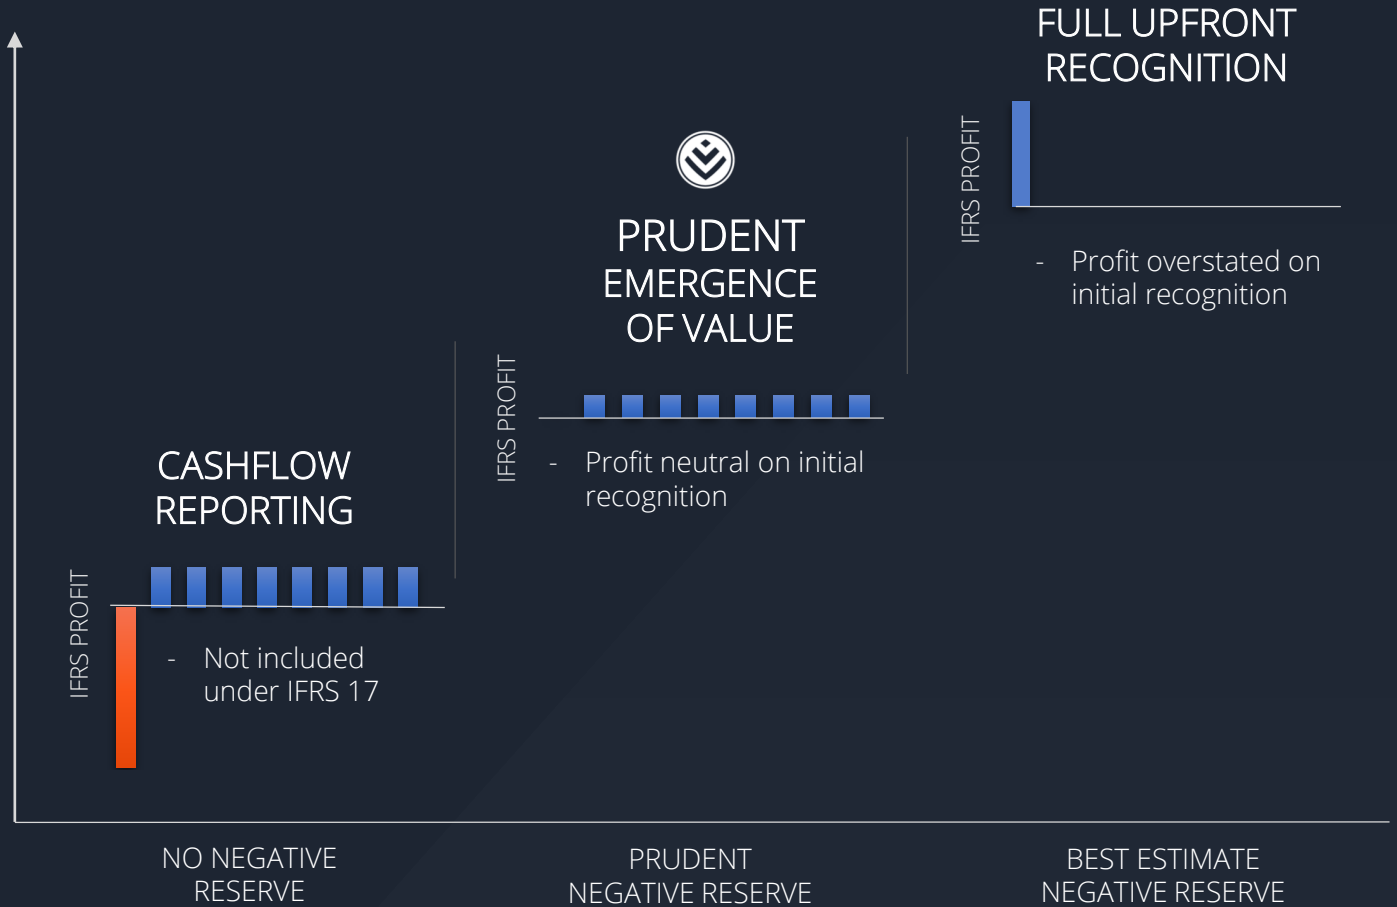 FULL UPFRONT
RECOGNITION
IFRS PROFIT
- Profit overstated on
initial recognition
PRUDENT
EMERGENCE
OF VALUE
IFRS PROFIT
- Profit neutral on initial
recognition
CASHFLOW
REPORTING
IFRS PROFIT
- Not included
under IFRS 17
NO NEGATIVE
RESERVE
PRUDENT
NEGATIVE RESERVE
BEST ESTIMATE
NEGATIVE RESERVE